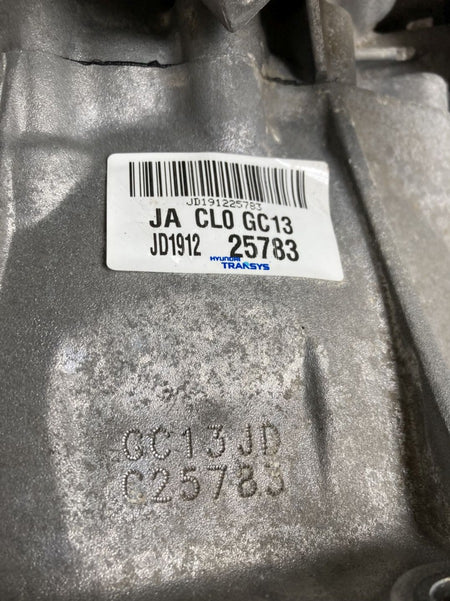 JD191225783
JA CL0 GC13
JD1912 25783
HYUNDAI
TRANSYS
GC13JD
C25783